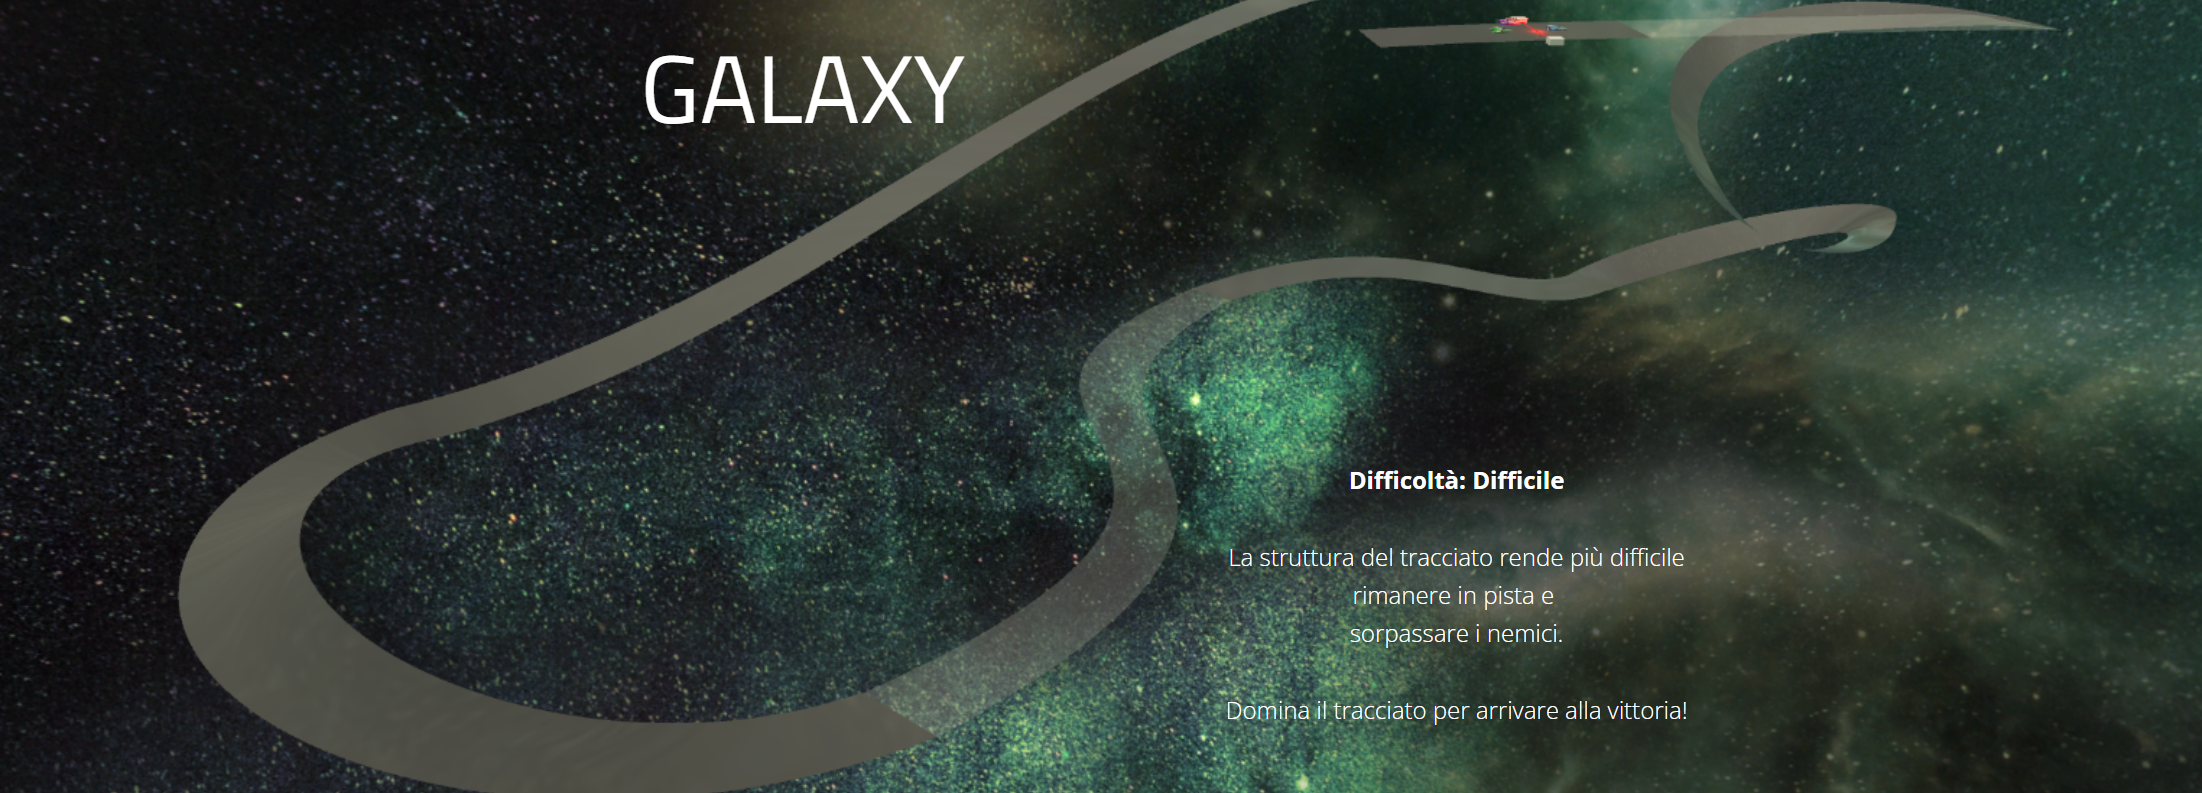 GALAXY
Difficoltà: Difficile
La struttura del tracciato rende più difficile
rimanere in pista e
sorpassare i nemici.
Domina il tracciato per arrivare alla vittoria!